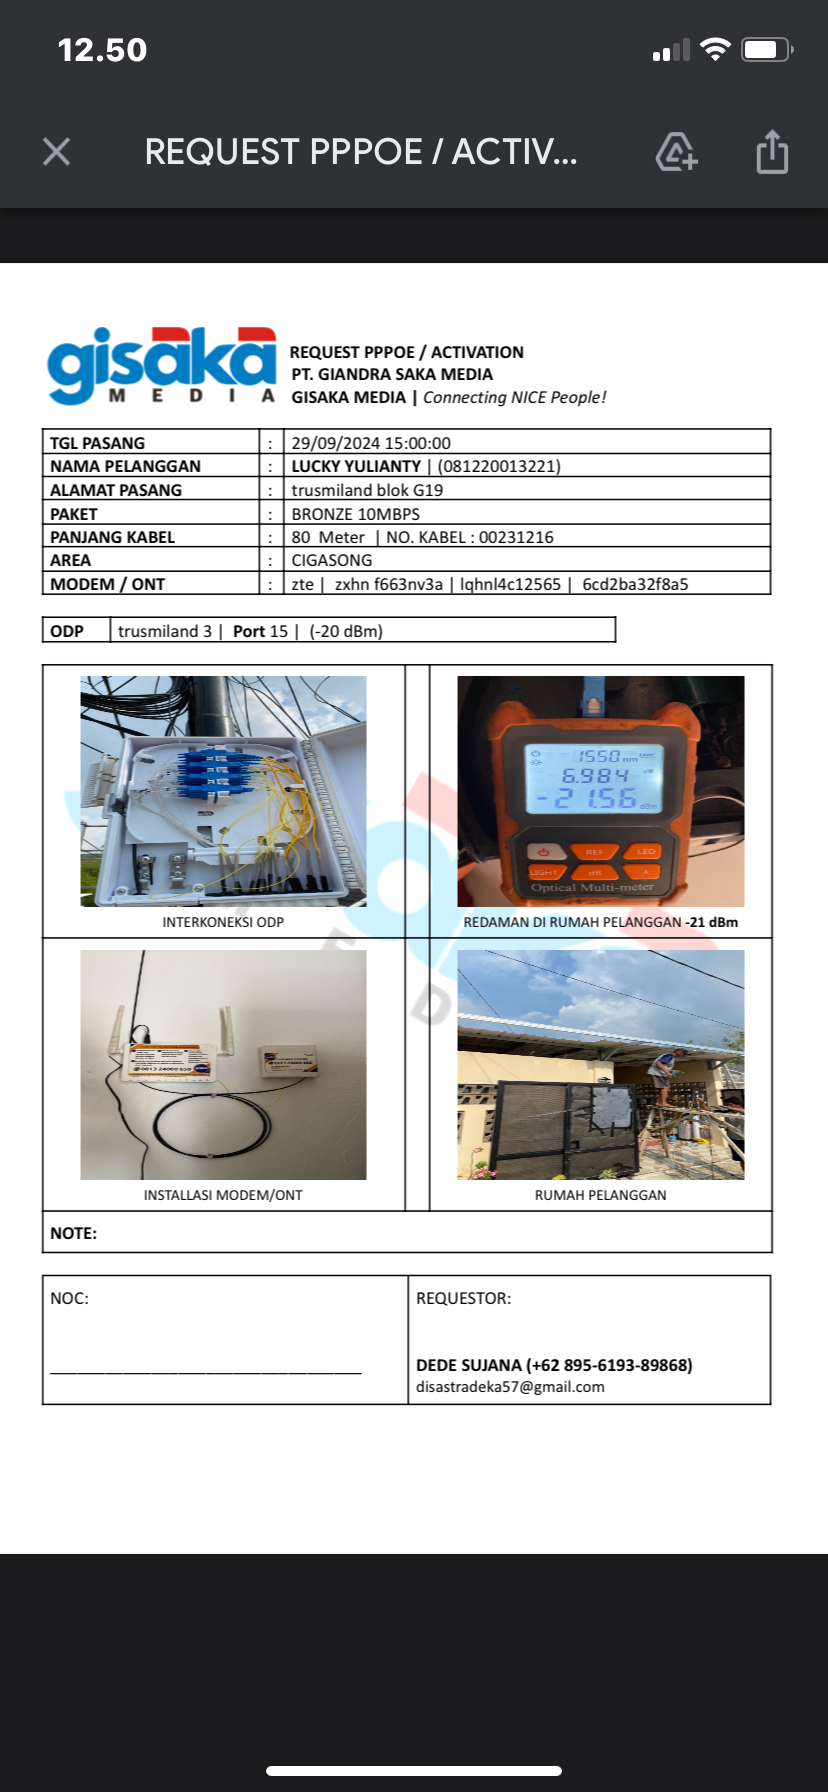 12.50
REQUEST PPPOE / ACTIV...
gisaka
MEDIA
REQUEST PPPOE / ACTIVATION
PT. GIANDRA SAKA MEDIA
GISAKA MEDIA | Connecting NICE People!
TGL PASANG : 29/09/2024 15:00:00
NAMA PELANGGAN : LUCKY YULIANTY | (081220013221)
ALAMAT PASANG : trusmiland blok G19
PAKET : BRONZE 10MBPS
PANJANG KABEL : 80 Meter | NO. KABEL : 00231216
AREA : CIGASONG
MODEM / ONT : zte | zxhn f663nv3a | lqhnl4c12565 | 6cd2ba32f8a5
ODP trusmiland 3 | Port 15 | (-20 dBm)
1550 nm
6.984
-21.56 dBm
REF LED
LIGHT dB λ
Optical Multi-meter
INTERKONEKSI ODP
REDAMAN DI RUMAH PELANGGAN -21 dBm
0813 24000 650
INSTALLASI MODEM/ONT
RUMAH PELANGGAN
NOTE:
NOC:
REQUESTOR:
DEDE SUJANA (+62 895-6193-89868)
disastradeka57@gmail.com